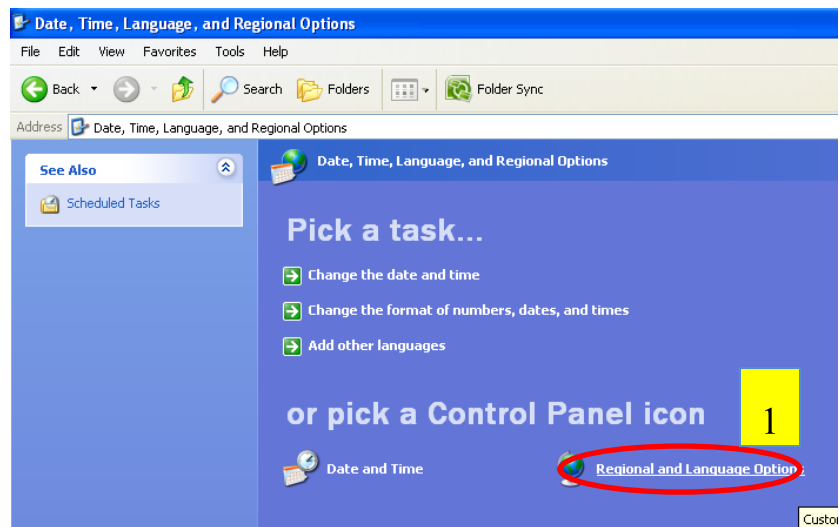 Date, Time, Language, and Regional Options
File Edit View Favorites Tools Help
Back Search Folders Folder Sync
Address Date, Time, Language, and Regional Options
See Also
Scheduled Tasks
Date, Time, Language, and Regional Options
Pick a task...
Change the date and time
Change the format of numbers, dates, and times
Add other languages
or pick a Control Panel icon
1
Date and Time Regional and Language Options